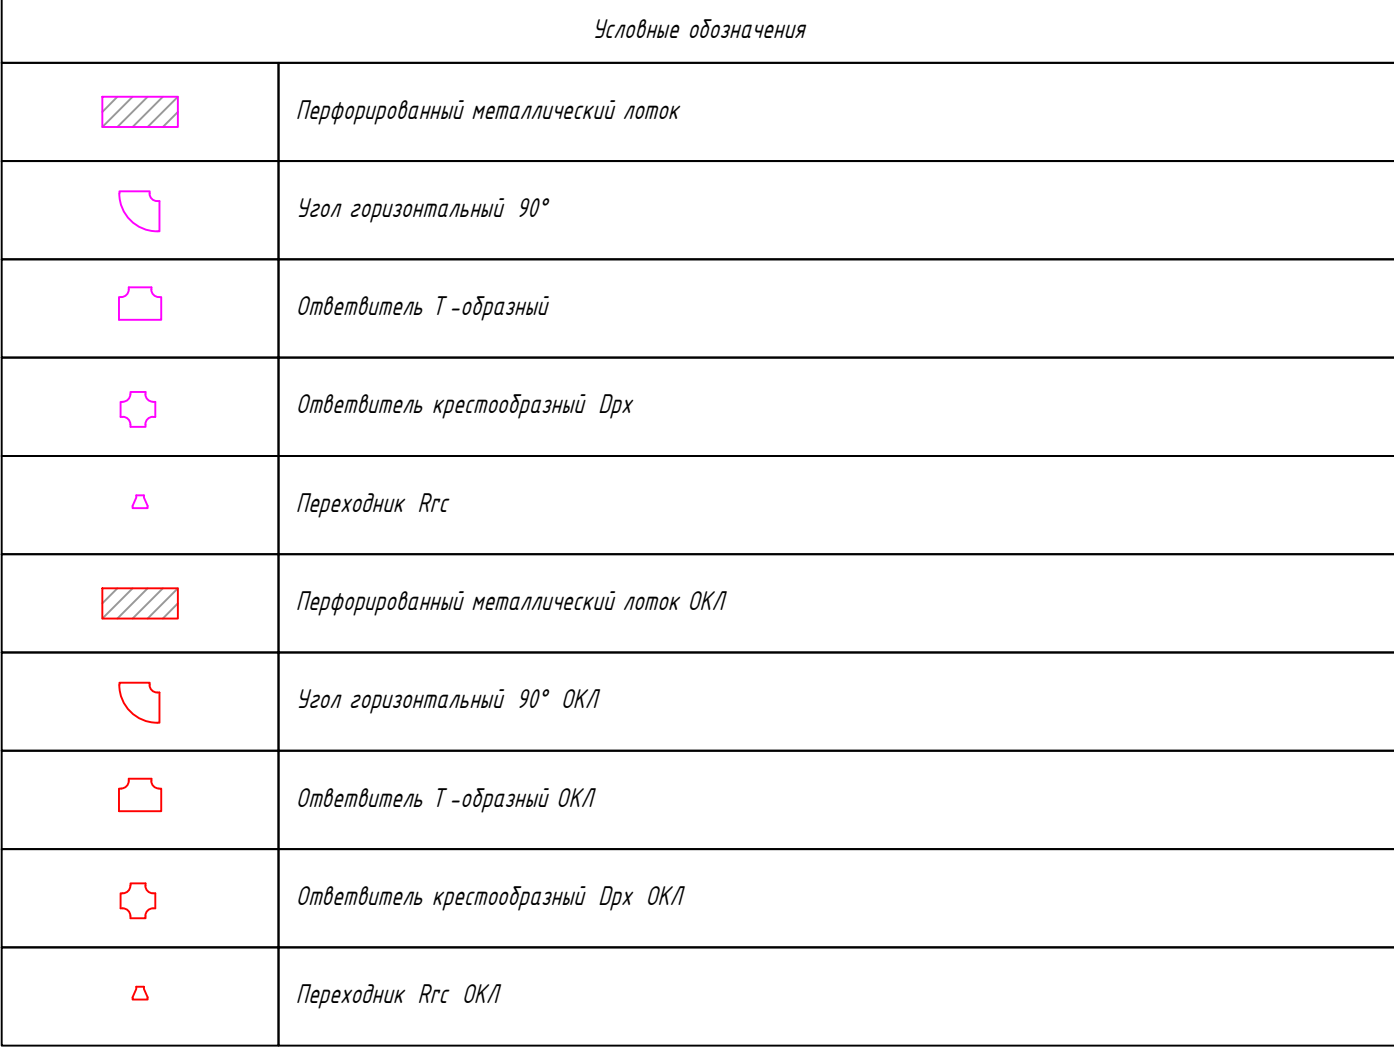 Условные обозначения
Перфорированный металлический лоток
Угол горизонтальный 90°
Ответвитель Т-образный
Ответвитель крестообразный Dpx
Переходник Rrc
Перфорированный металлический лоток ОКЛ
Угол горизонтальный 90° ОКЛ
Ответвитель Т-образный ОКЛ
Ответвитель крестообразный Dpx ОКЛ
Переходник Rrc ОКЛ